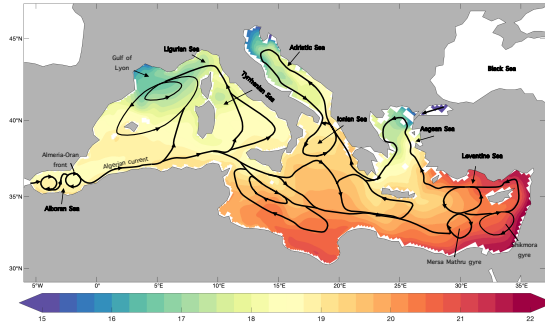 45°N
40°N
35°N
30°N
Ligurian Sea
Adriatic Sea
Gulf of
Lyon
Black Sea
Tyrrhenian Sea
Ionian Sea
Aegean Sea
Almeria-Oran
front
Algerian current
Levantine Sea
Alboran Sea
Shikmora
gyre
Mersa Mathru gyre
5°W
0°
5°E
10°E
15°E
20°E
25°E
30°E
35°E
15
16
17
18
19
20
21
22